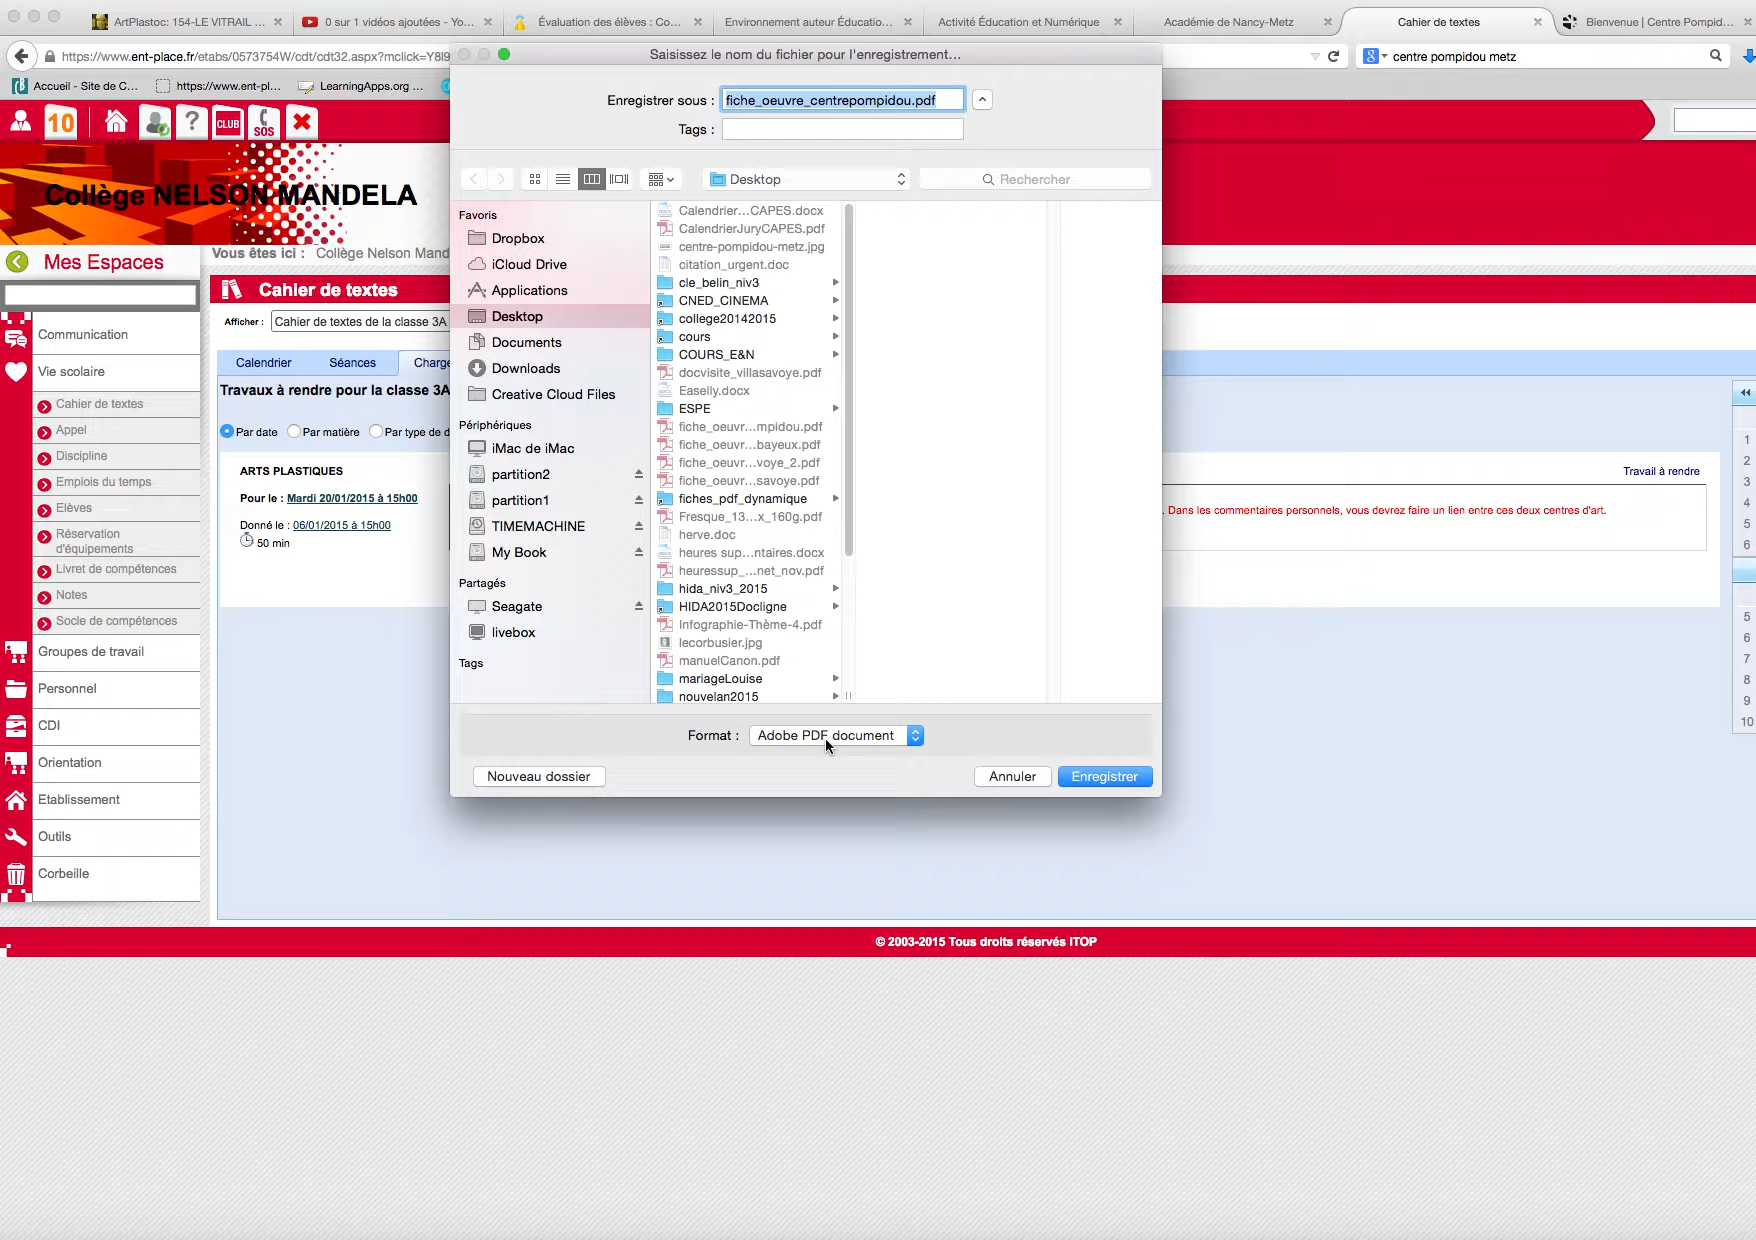 ArtPlastoc: 154-LE VITRAIL ...
0 sur 1 vidéos ajoutées - Yo...
Évaluation des élèves : Co...
Environnement auteur Éducatio...
Activité Éducation et Numérique
Académie de Nancy-Metz
Cahier de textes
Bienvenue | Centre Pompid...
https://www.ent-place.fr/etabs/0573754W/cdt/cdt32.aspx?mclick=Y8I9
centre pompidou metz
Accueil - Site de C...
https://www.ent-pl...
LearningApps.org ...
Saisissez le nom du fichier pour l'enregistrement...
Enregistrer sous :
fiche_oeuvre_centrepompidou.pdf
Tags :
10
?
CLUB
SOS
Collège NELSON MANDELA
Desktop
Rechercher
Favoris
Dropbox
iCloud Drive
Applications
Desktop
Documents
Downloads
Creative Cloud Files
Périphériques
iMac de iMac
partition2
partition1
TIMEMACHINE
My Book
Partagés
Seagate
livebox
Tags
Calendrier...CAPES.docx
CalendrierJuryCAPES.pdf
centre-pompidou-metz.jpg
citation_urgent.doc
cle_belin_niv3
CNED_CINEMA
college20142015
cours
COURS_E&N
docvisite_villasavoye.pdf
Easelly.docx
ESPE
fiche_oeuvr...mpidou.pdf
fiche_oeuvr...bayeux.pdf
fiche_oeuvr...voye_2.pdf
fiche_oeuvr...savoye.pdf
fiches_pdf_dynamique
Fresque_13...x_160g.pdf
herve.doc
heures sup...ntaires.docx
heuressup_...net_nov.pdf
hida_niv3_2015
HIDA2015Docligne
Infographie-Thème-4.pdf
lecorbusier.jpg
manuelCanon.pdf
mariageLouise
nouvelan2015
Format :
Adobe PDF document
Nouveau dossier
Annuler
Enregistrer
Mes Espaces
Communication
Vie scolaire
Cahier de textes
Appel
Discipline
Emplois du temps
Elèves
Réservation
d'équipements
Livret de compétences
Notes
Socle de compétences
Groupes de travail
Personnel
CDI
Orientation
Etablissement
Outils
Corbeille
Vous êtes ici : Collège Nelson Mand
Cahier de textes
Afficher :
Cahier de textes de la classe 3A
Calendrier
Séances
Charge
Travaux à rendre pour la classe 3A
Par date
Par matière
Par type de d
ARTS PLASTIQUES
Travail à rendre
Pour le : Mardi 20/01/2015 à 15h00
. Dans les commentaires personnels, vous devrez faire un lien entre ces deux centres d'art.
Donné le : 06/01/2015 à 15h00
50 min
1
2
3
4
5
6
5
6
7
8
9
10
© 2003-2015 Tous droits réservés ITOP